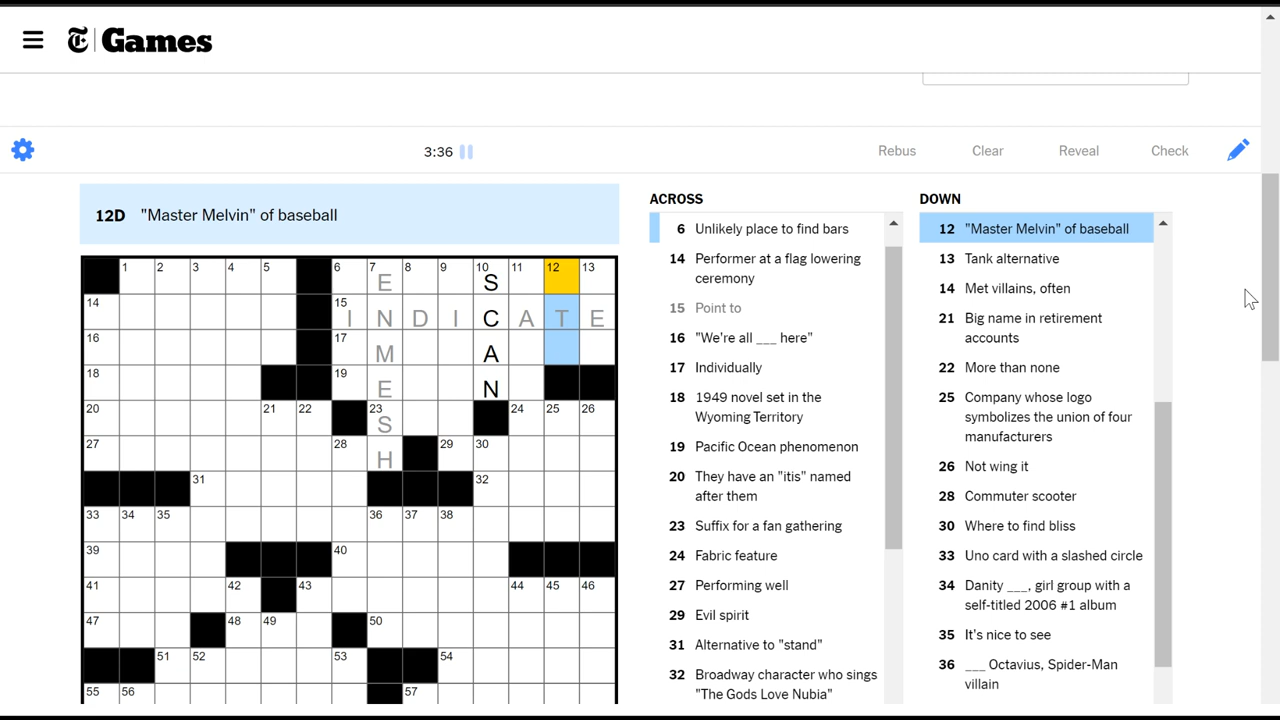 T Games
3:36
Rebus
Clear
Reveal
Check
12D "Master Melvin" of baseball
1 2 3 4 5 6 7 E 8 9 10 S 11 12 13
14 15 I N D I C A T E
16 17 M A
18 19 E N
20 21 22 23 S 24 25 26
27 28 H 29 30
31 32
33 34 35 36 37 38
39 40
41 42 43 44 45 46
47 48 49 50
51 52 53 54
55 56 57
ACROSS
6 Unlikely place to find bars
14 Performer at a flag lowering
ceremony
15 Point to
16 "We're all ___ here"
17 Individually
18 1949 novel set in the
Wyoming Territory
19 Pacific Ocean phenomenon
20 They have an "itis" named
after them
23 Suffix for a fan gathering
24 Fabric feature
27 Performing well
29 Evil spirit
31 Alternative to "stand"
32 Broadway character who sings
"The Gods Love Nubia"
DOWN
12 "Master Melvin" of baseball
13 Tank alternative
14 Met villains, often
21 Big name in retirement
accounts
22 More than none
25 Company whose logo
symbolizes the union of four
manufacturers
26 Not wing it
28 Commuter scooter
30 Where to find bliss
33 Uno card with a slashed circle
34 Danity ___, girl group with a
self-titled 2006 #1 album
35 It's nice to see
36 ___ Octavius, Spider-Man
villain